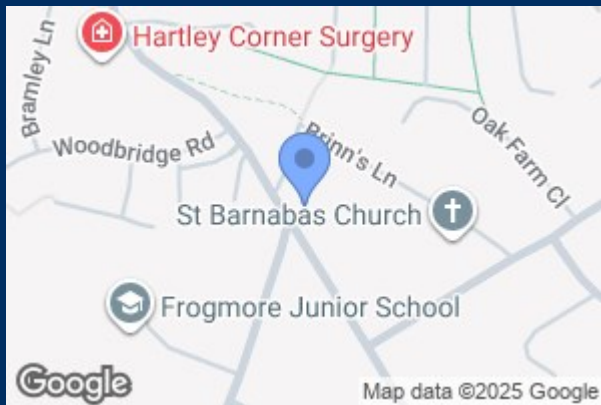 Bramley Ln
Hartley Corner Surgery
Woodbridge Rd
Brinn's Ln
Oak Farm Cl
St Barnabas Church
Frogmore Junior School
Google
Map data ©2025 Google